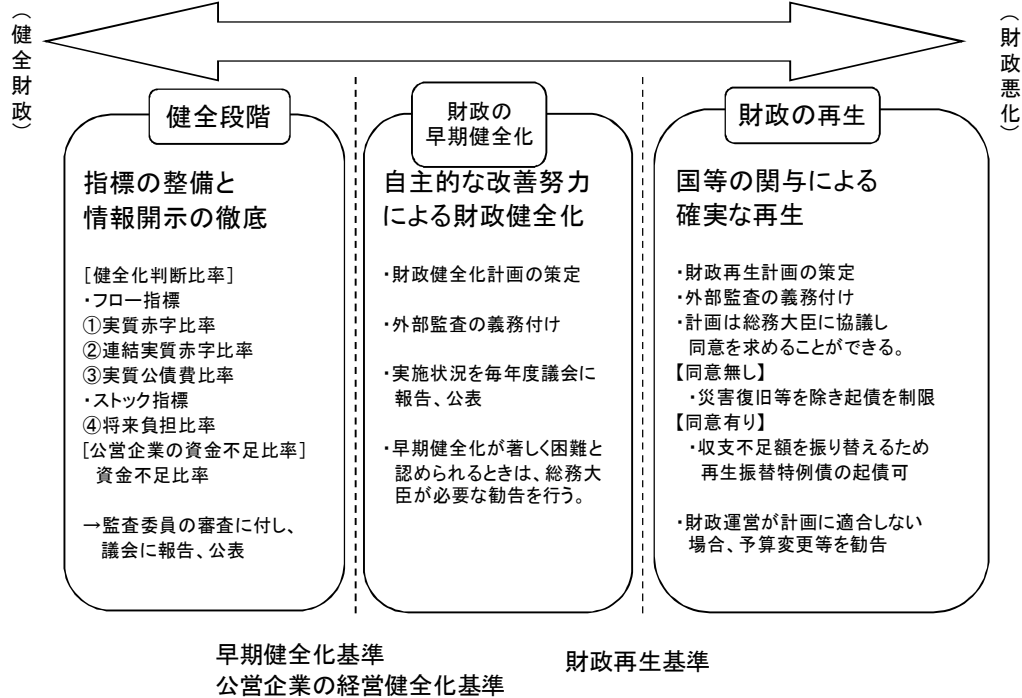 （健全財政）
（財政悪化）
健全段階
指標の整備と
情報開示の徹底
［健全化判断比率］
・フロー指標
①実質赤字比率
②連結実質赤字比率
③実質公債費比率
・ストック指標
④将来負担比率
［公営企業の資金不足比率］
資金不足比率
→監査委員の審査に付し、
議会に報告、公表
財政の
早期健全化
自主的な改善努力
による財政健全化
・財政健全化計画の策定
・外部監査の義務付け
・実施状況を毎年度議会に
報告、公表
・早期健全化が著しく困難と
認められるときは、総務大
臣が必要な勧告を行う。
財政の再生
国等の関与による
確実な再生
・財政再生計画の策定
・外部監査の義務付け
・計画は総務大臣に協議し
同意を求めることができる。
【同意無し】
・災害復旧等を除き起債を制限
【同意有り】
・収支不足額を振り替えるため
再生振替特例債の起債可
・財政運営が計画に適合しない
場合、予算変更等を勧告
早期健全化基準
公営企業の経営健全化基準
財政再生基準